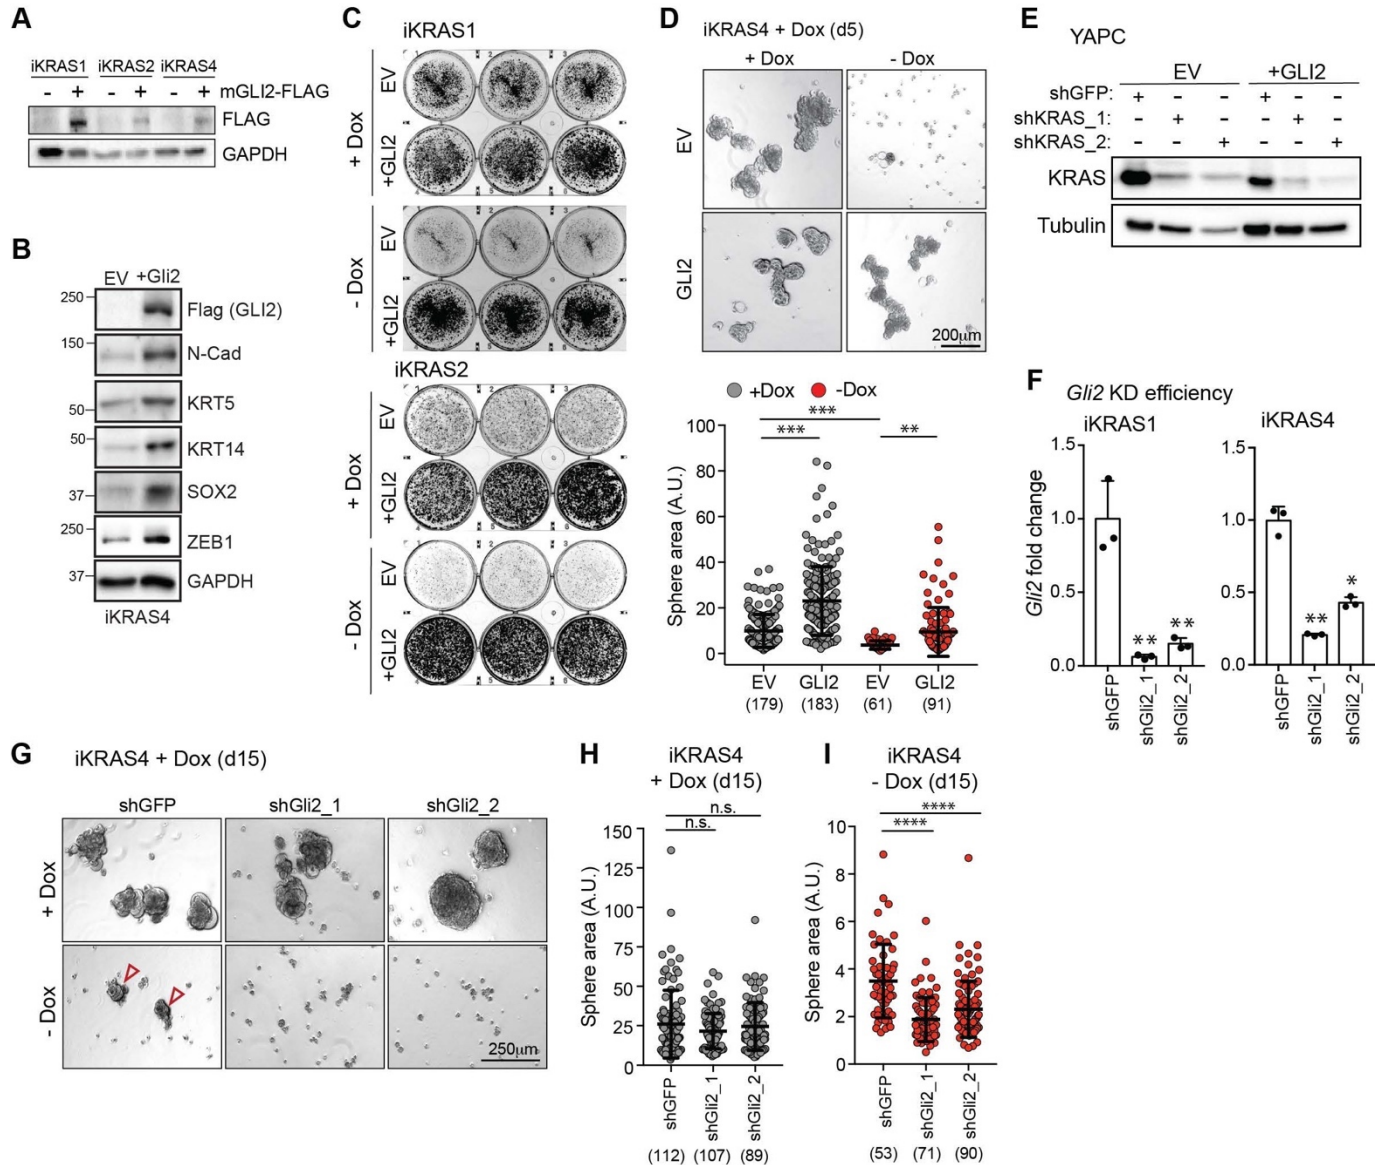 A
iKRAS1 iKRAS2 iKRAS4
- + - + - + mGLI2-FLAG
FLAG
GAPDH
B
EV +Gli2
250 Flag (GLI2)
150 N-Cad
50 KRT5
50 KRT14
37 SOX2
250 ZEB1
37 GAPDH
iKRAS4
C
iKRAS1
+ Dox
EV
+GLI2
- Dox
EV
+GLI2
iKRAS2
+ Dox
EV
+GLI2
- Dox
EV
+GLI2
D
iKRAS4 + Dox (d5)
+ Dox - Dox
EV
GLI2
200µm
+Dox -Dox
***
*** **
Sphere area (A.U.)
100
80
60
40
20
0
EV GLI2 EV GLI2
(179) (183) (61) (91)
E
YAPC
EV +GLI2
shGFP: + - - + - -
shKRAS_1: - + - - + -
shKRAS_2: - - + - - +
KRAS
Tubulin
F
Gli2 KD efficiency
iKRAS1 iKRAS4
Gli2 fold change
1.5
1.0
0.5
0.0
** **
shGFP shGli2_1 shGli2_2
1.5
1.0
0.5
0.0
** *
shGFP shGli2_1 shGli2_2
G
iKRAS4 + Dox (d15)
shGFP shGli2_1 shGli2_2
+ Dox
- Dox
250µm
H
iKRAS4
+ Dox (d15)
n.s.
n.s.
Sphere area (A.U.)
150
125
100
75
50
25
0
shGFP shGli2_1 shGli2_2
(112) (107) (89)
I
iKRAS4
- Dox (d15)
****
****
Sphere area (A.U.)
10
8
6
4
2
0
shGFP shGli2_1 shGli2_2
(53) (71) (90)